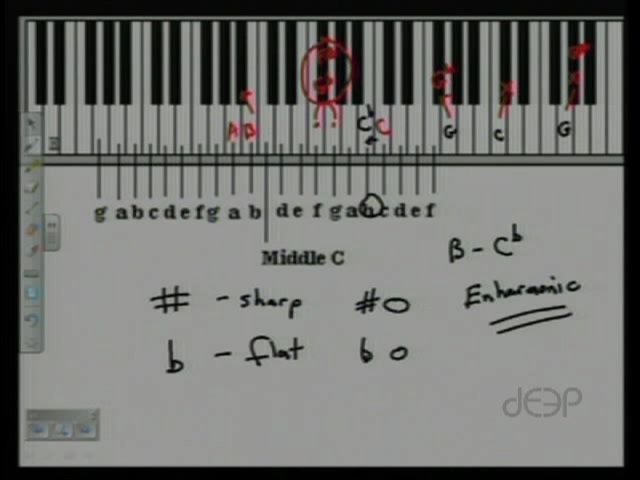 A B
C♭ C
G
C
G
g a b c d e f g a b d e f g a b c d e f
Middle C
B - C♭
# - sharp #o
Enharmonic
b - flat b o
dEEP